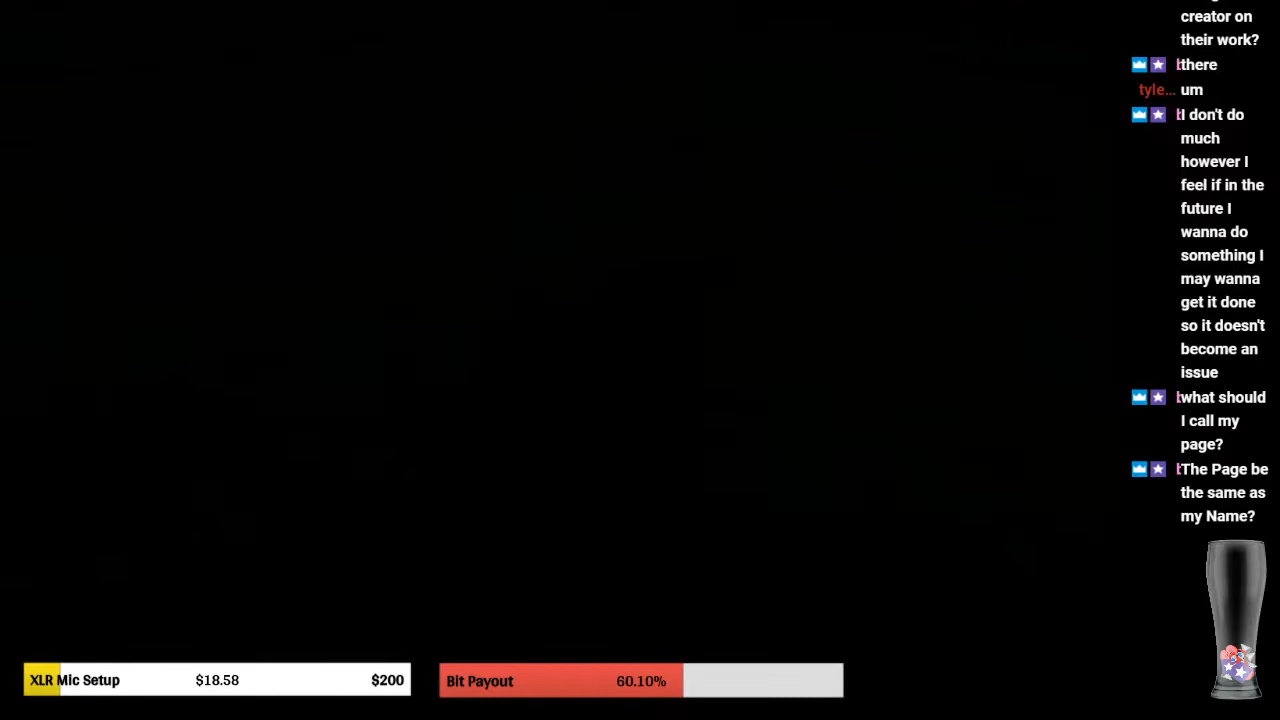 creator on
their work?
there
tyle... um
I don't do
much
however I
feel if in the
future I
wanna do
something I
may wanna
get it done
so it doesn't
become an
issue
what should
I call my
page?
The Page be
the same as
my Name?
XLR Mic Setup $18.58 $200
Bit Payout 60.10%